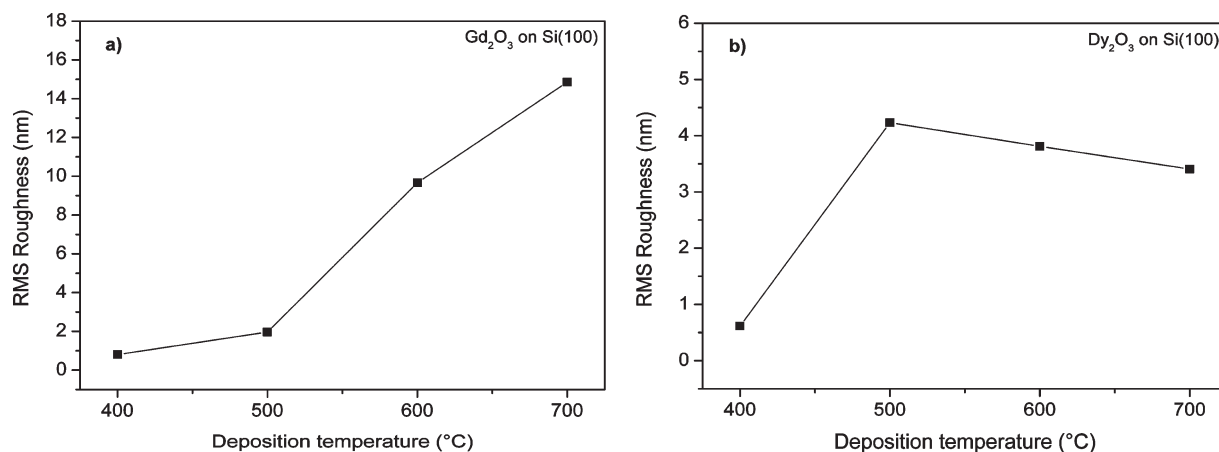 a)
Gd₂O₃ on Si(100)
18
16
14
12
10
8
6
4
2
0
RMS Roughness (nm)
400 500 600 700
Deposition temperature (°C)
b)
Dy₂O₃ on Si(100)
6
5
4
3
2
1
0
RMS Roughness (nm)
400 500 600 700
Deposition temperature (°C)